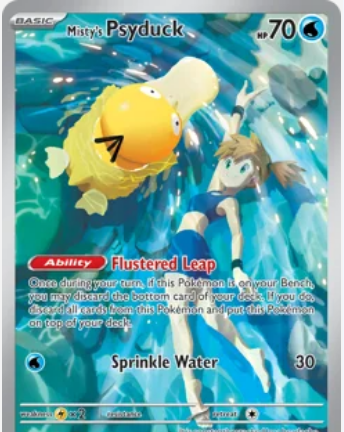 BASIC
Misty's Psyduck HP 70
Ability Flustered Leap
Once during your turn, if this Pokémon is on your Bench,
you may discard the bottom card of your deck. If you do,
discard all cards from this Pokémon and put this Pokémon
on top of your deck.
Sprinkle Water 30
weakness ×2 resistance retreat